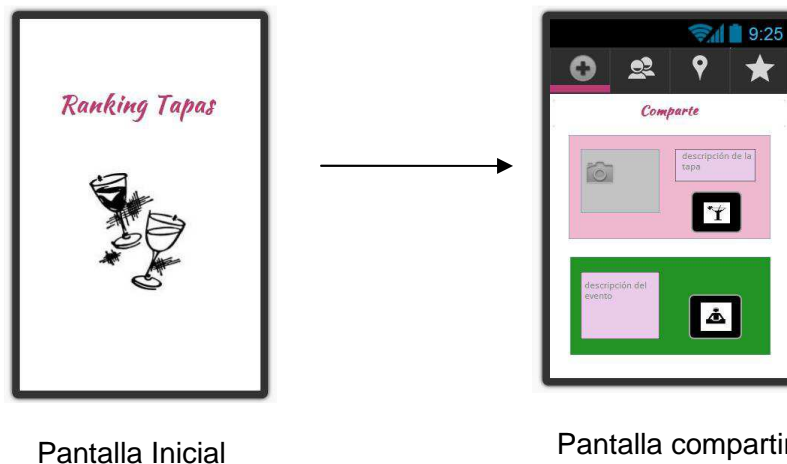 Ranking Tapas
9:25
Comparte
descripción de la
tapa
descripción del
evento
Pantalla Inicial
Pantalla compartir